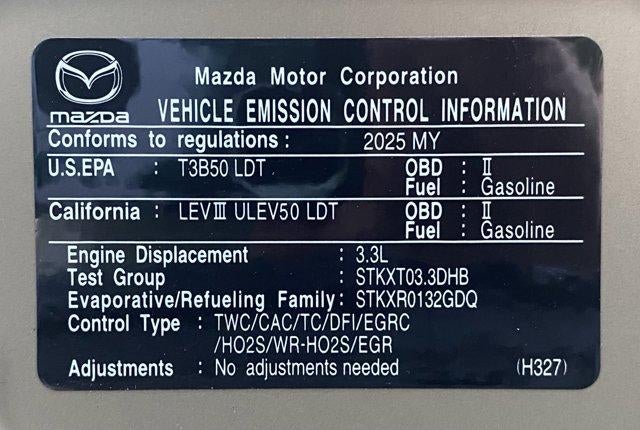 Mazda Motor Corporation
mazda VEHICLE EMISSION CONTROL INFORMATION
Conforms to regulations : 2025 MY
U.S.EPA : T3B50 LDT OBD : II
Fuel : Gasoline
California : LEVIII ULEV50 LDT OBD : II
Fuel : Gasoline
Engine Displacement : 3.3L
Test Group : STKXT03.3DHB
Evaporative/Refueling Family : STKXR0132GDQ
Control Type : TWC/CAC/TC/DFI/EGRC
/HO2S/WR-HO2S/EGR
Adjustments : No adjustments needed (H327)